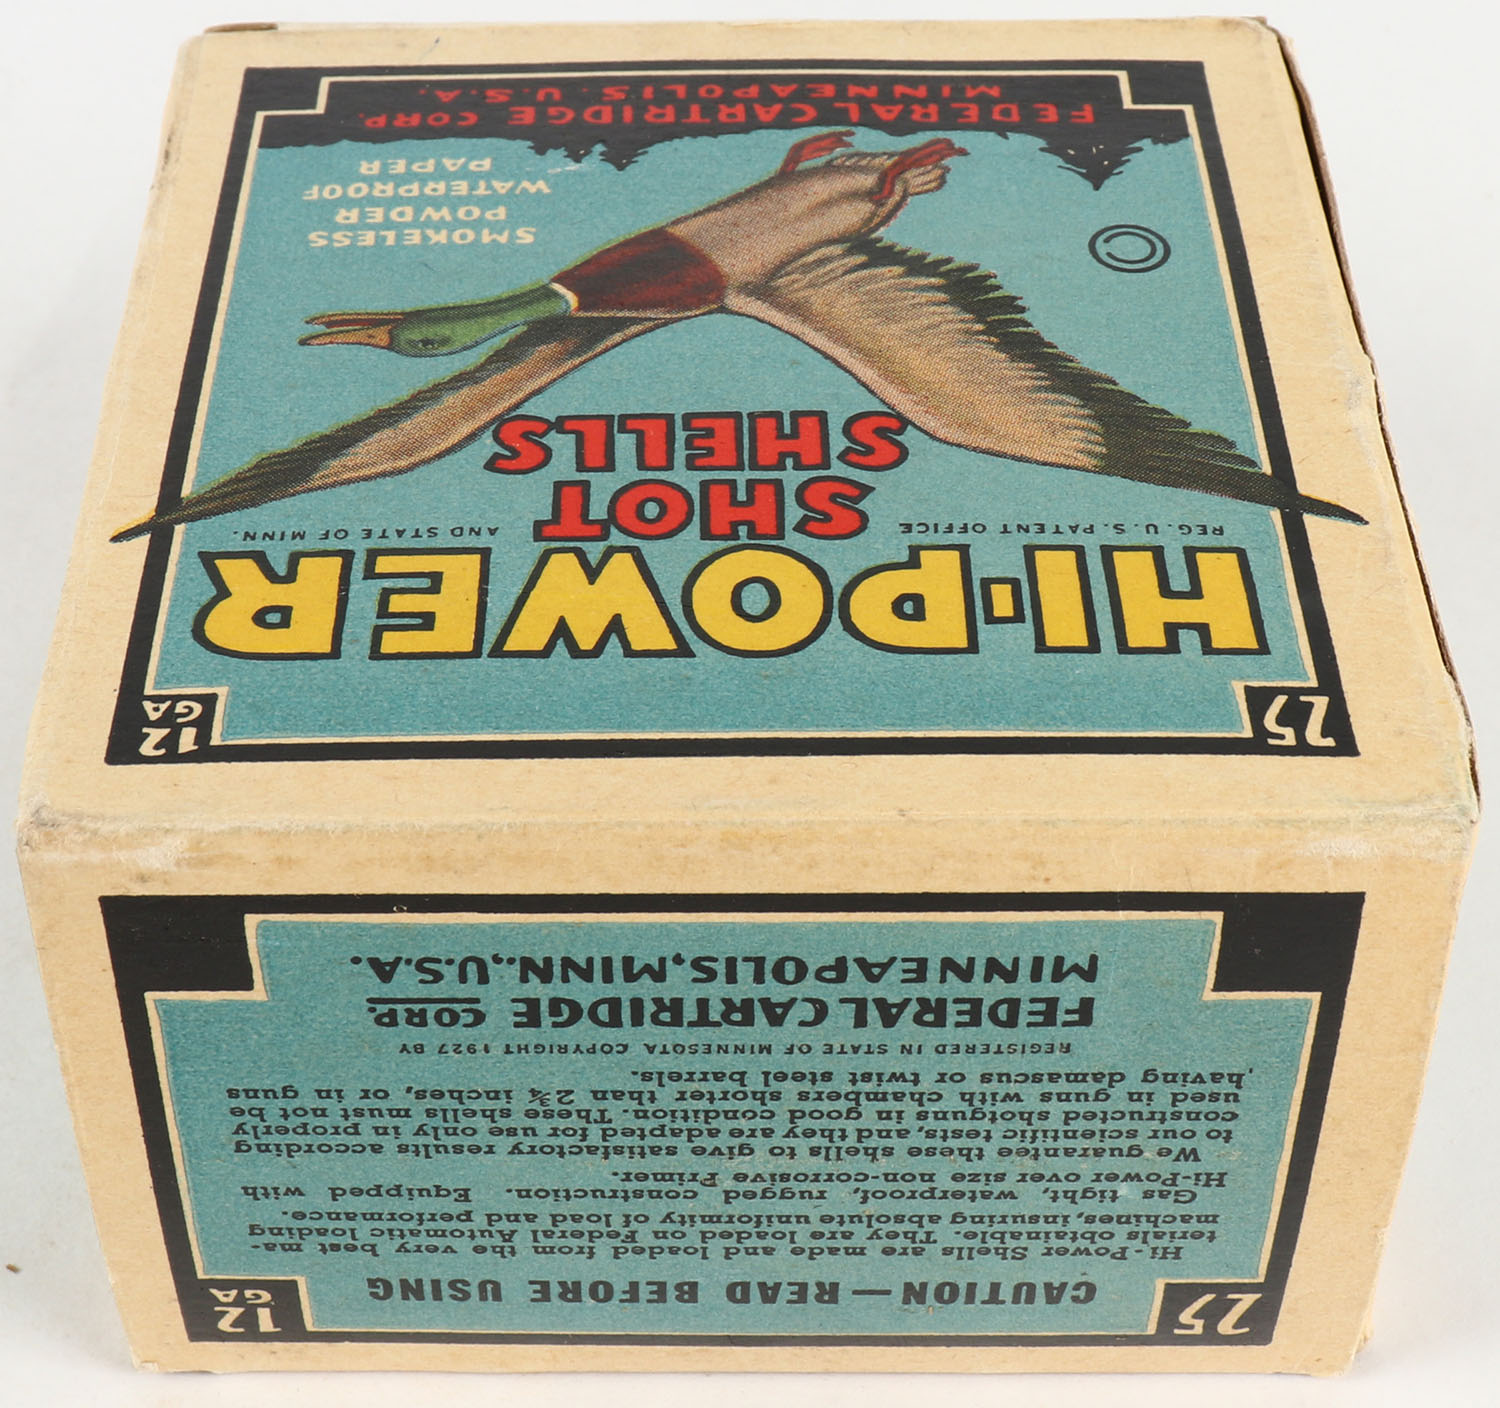 25
12
GA
HI-POWER
REG. U.S. PATENT OFFICE AND STATE OF MINN.
SHOT
SHELLS
C
SMOKELESS
POWDER
WATERPROOF
PAPER
FEDERAL CARTRIDGE CORP.
MINNEAPOLIS. U.S.A.
25
12
GA
CAUTION—READ BEFORE USING
Hi-Power Shells are made and loaded from the very best ma-
terials obtainable. They are loaded on Federal Automatic loading
machines, insuring absolute uniformity of load and performance.
Gas tight, waterproof, rugged construction. Equipped with
Hi-Power over size non-corrosive Primer.
We guarantee these shells to give satisfactory results according
to our scientific tests, and they are adapted for use only in properly
constructed shotguns in good condition. These shells must not be
used in guns with chambers shorter than 2¾ inches, or in guns
having damascus or twist steel barrels.
REGISTERED IN STATE OF MINNESOTA COPYRIGHT 1927 BY
FEDERAL CARTRIDGE CORP.
MINNEAPOLIS, MINN., U.S.A.